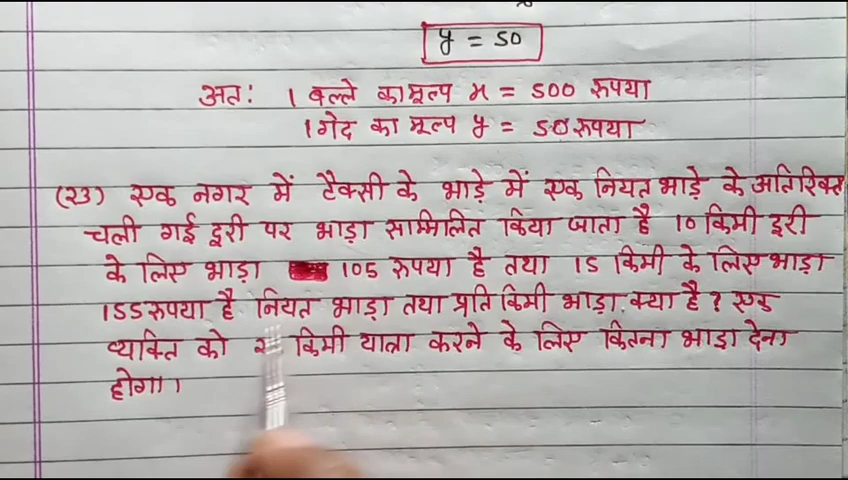 y = 50
अतः 1 बल्ले का मूल्य x = 500 रुपया
1 गेंद का मूल्य y = 50 रुपया
(23) एक नगर में टैक्सी के भाड़े में एक नियत भाड़े के अतिरिक्त
चली गई दूरी पर भाड़ा सम्मिलित किया जाता है 10 किमी दूरी
के लिए भाड़ा 105 रुपया है तथा 15 किमी के लिए भाड़ा
155 रुपया है नियत भाड़ा तथा प्रति किमी भाड़ा क्या है ? एक
व्यक्ति को किमी यात्रा करने के लिए कितना भाड़ा देना
होगा।